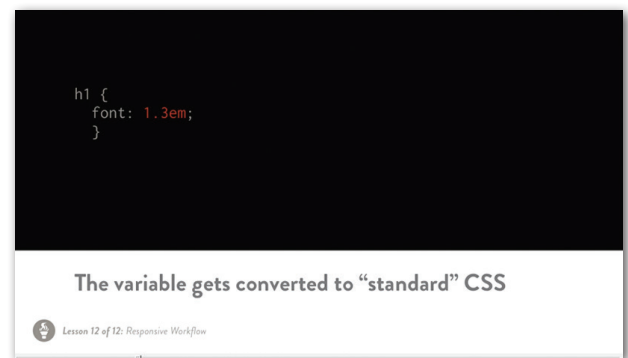 h1 {
font: 1.3em;
}
The variable gets converted to “standard” CSS
Lesson 12 of 12: Responsive Workflow